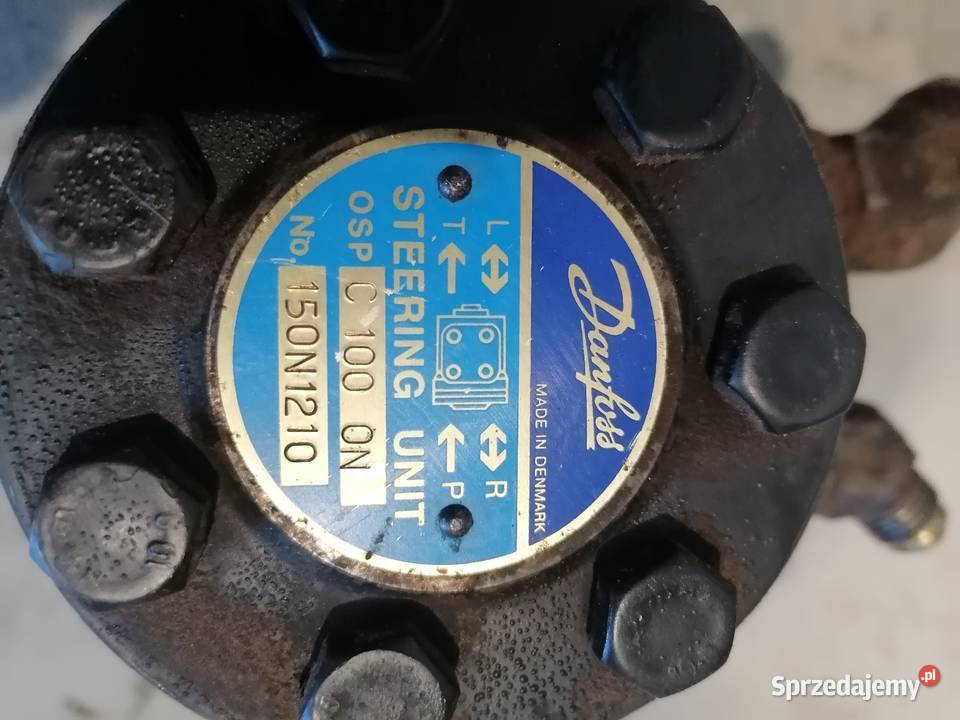 Danfoss
MADE IN DENMARK
L R
T P
STEERING UNIT
OSP C 100 ON
No. 150N1210
Sprzedajemy.pl